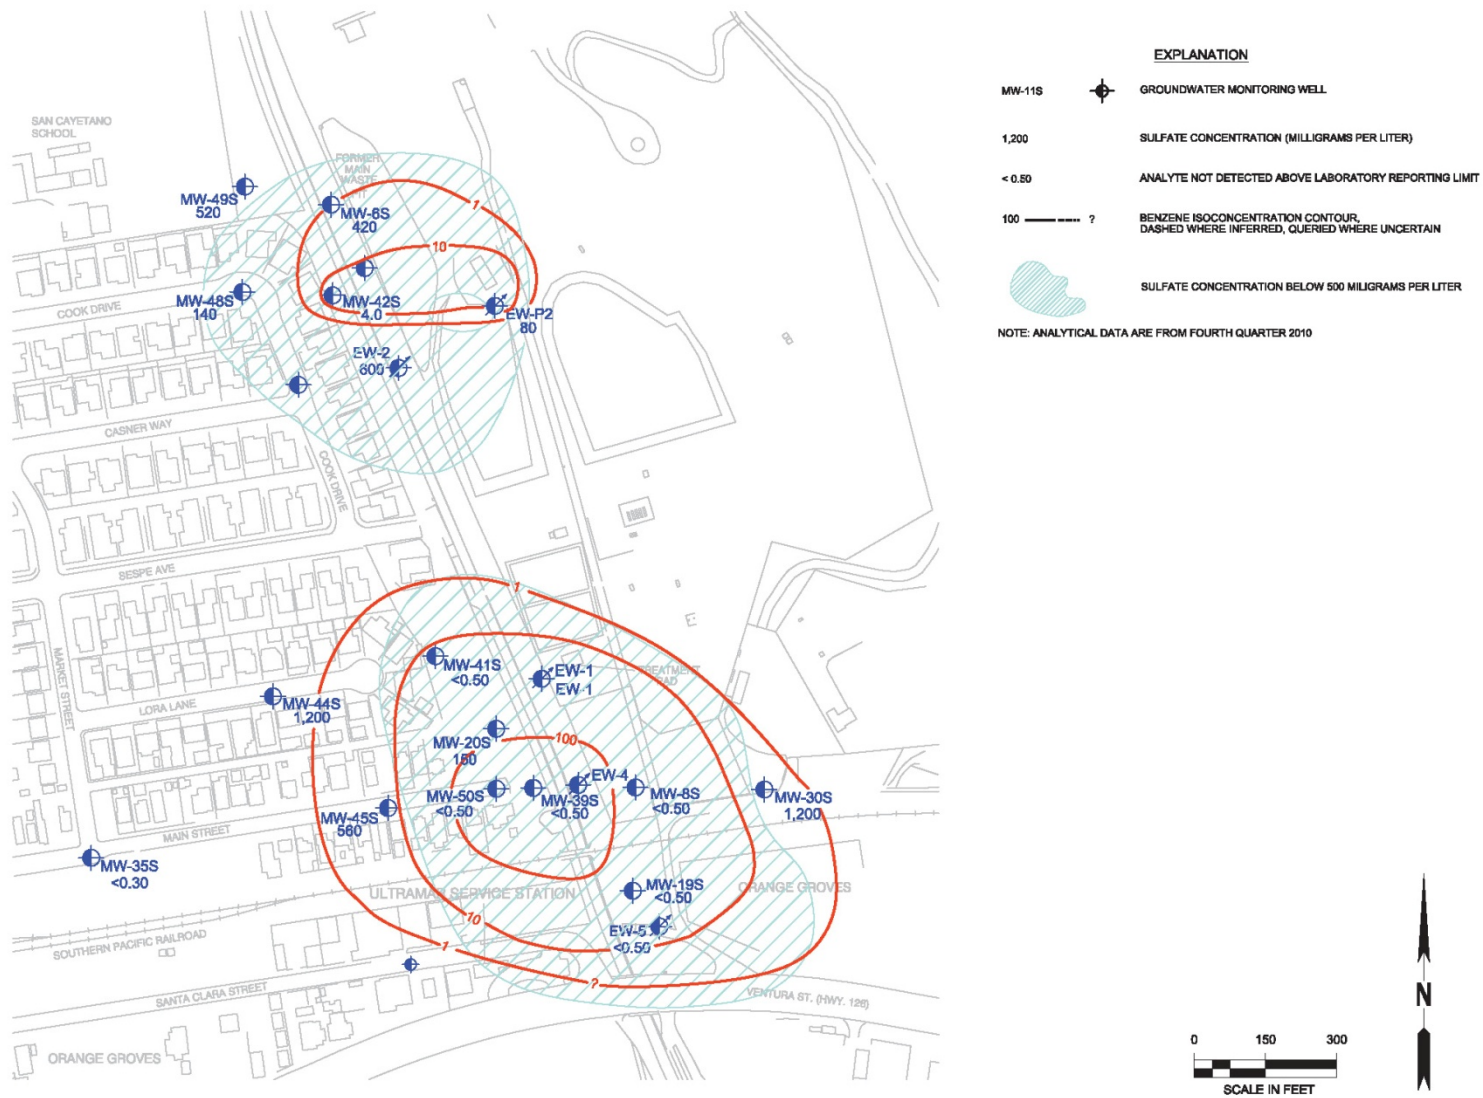 EXPLANATION
MW-11S
GROUNDWATER MONITORING WELL
1,200
SULFATE CONCENTRATION (MILLIGRAMS PER LITER)
< 0.50
ANALYTE NOT DETECTED ABOVE LABORATORY REPORTING LIMIT
100 ?
BENZENE ISOCONCENTRATION CONTOUR,
DASHED WHERE INFERRED, QUERIED WHERE UNCERTAIN
SULFATE CONCENTRATION BELOW 500 MILIGRAMS PER LITER
NOTE: ANALYTICAL DATA ARE FROM FOURTH QUARTER 2010
SAN CAYETANO
SCHOOL
FORMER
MAIN
WASTE
PIT
MW-49S
520
MW-6S
420
1
10
MW-48S
140
COOK DRIVE
MW-42S
4.0
EW-P2
80
EW-2
600
CASNER WAY
COOK DRIVE
SESPE AVE
1
MARKET STREET
MW-41S
<0.50
EW-1
EW-1
TREATMENT
PAD
MW-44S
1,200
LORA LANE
MW-20S
150
100
EW-4
MW-50S
<0.50
MW-39S
<0.50
MW-8S
<0.50
MW-30S
1,200
MW-45S
560
MAIN STREET
MW-35S
<0.30
ULTRAMAR SERVICE STATION
MW-19S
<0.50
ORANGE GROVES
10
EW-5
<0.50
1
SOUTHERN PACIFIC RAILROAD
?
SANTA CLARA STREET
VENTURA ST. (HWY. 126)
ORANGE GROVES
N
0 150 300
SCALE IN FEET